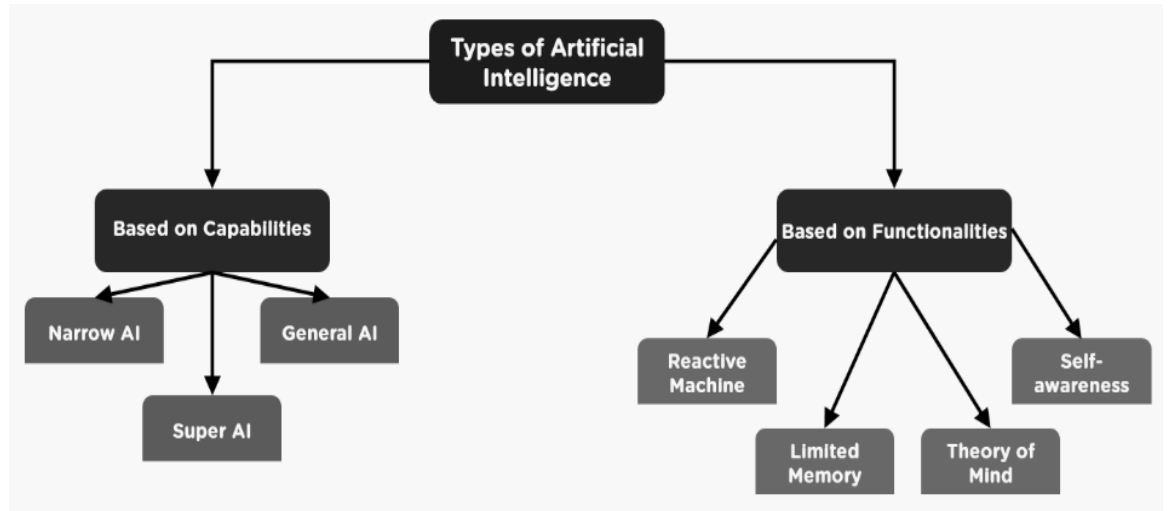 Types of Artificial
Intelligence
Based on Capabilities
Based on Functionalities
Narrow AI
General AI
Super AI
Reactive
Machine
Self-
awareness
Limited
Memory
Theory of
Mind